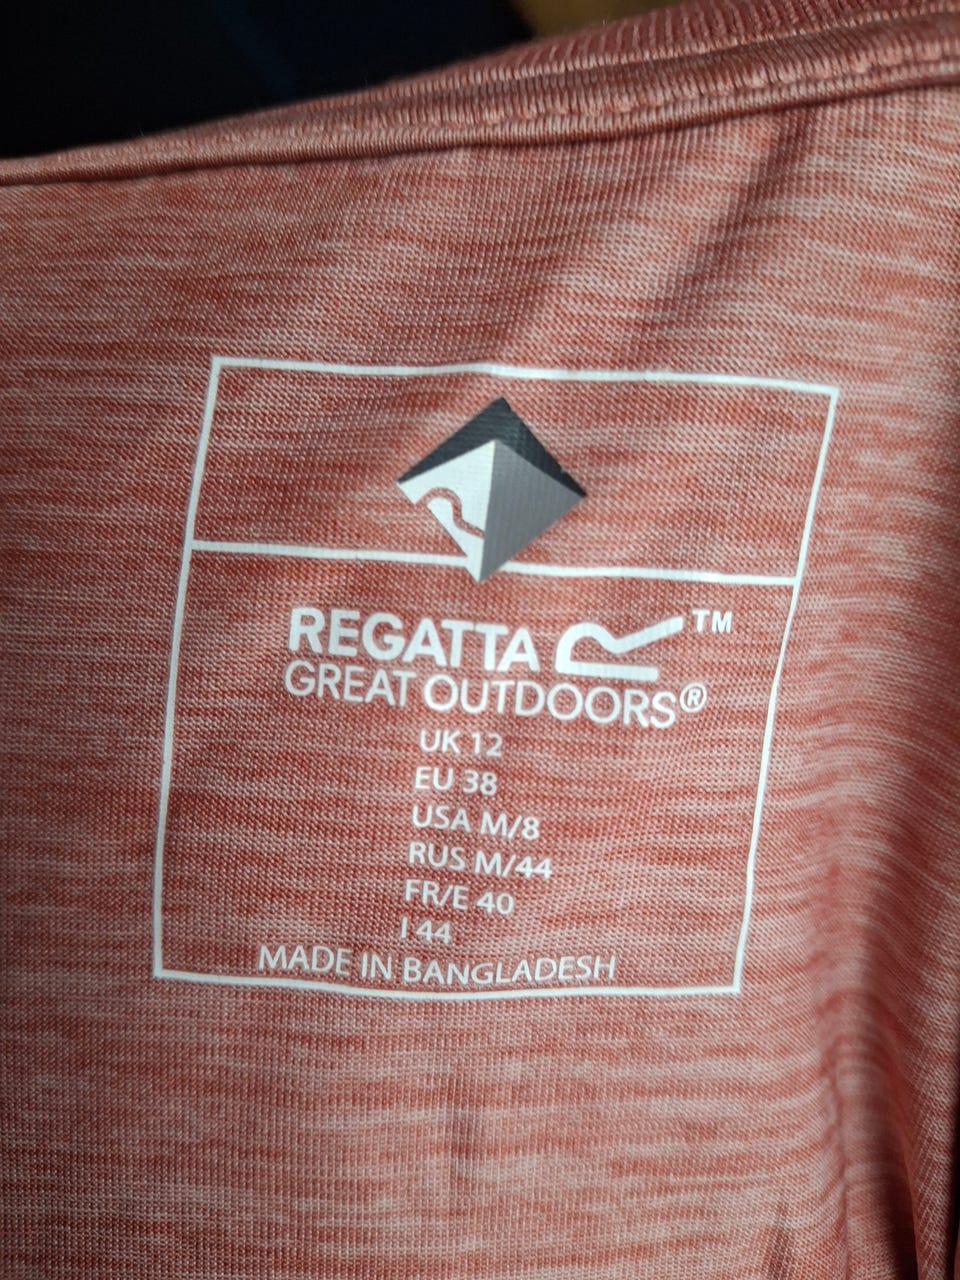 REGATTA ™
GREAT OUTDOORS®
UK 12
EU 38
USA M/8
RUS M/44
FR/E 40
I 44
MADE IN BANGLADESH